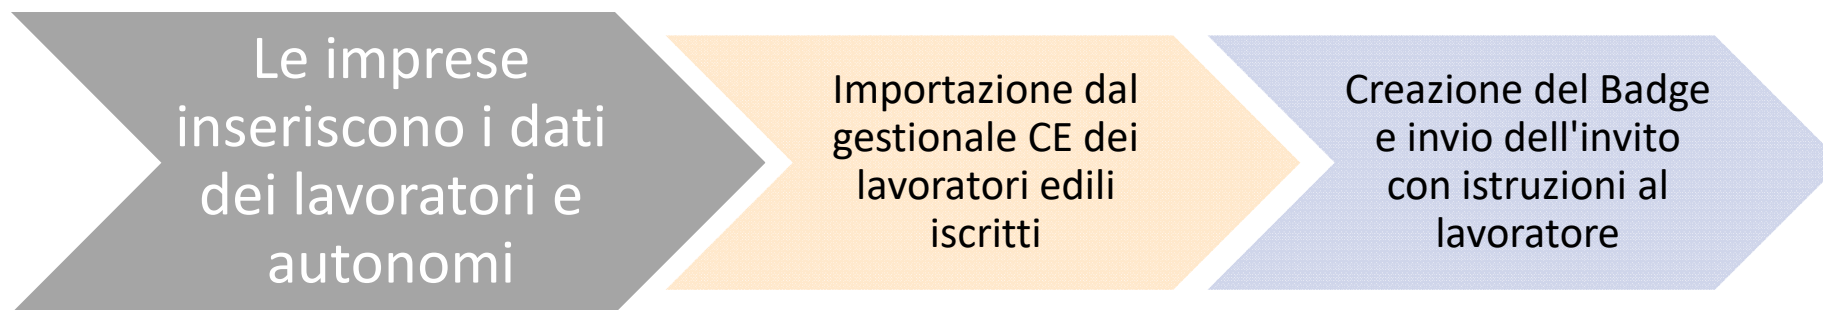 Le imprese
inseriscono i dati
dei lavoratori e
autonomi
Importazione dal
gestionale CE dei
lavoratori edili
iscritti
Creazione del Badge
e invio dell'invito
con istruzioni al
lavoratore